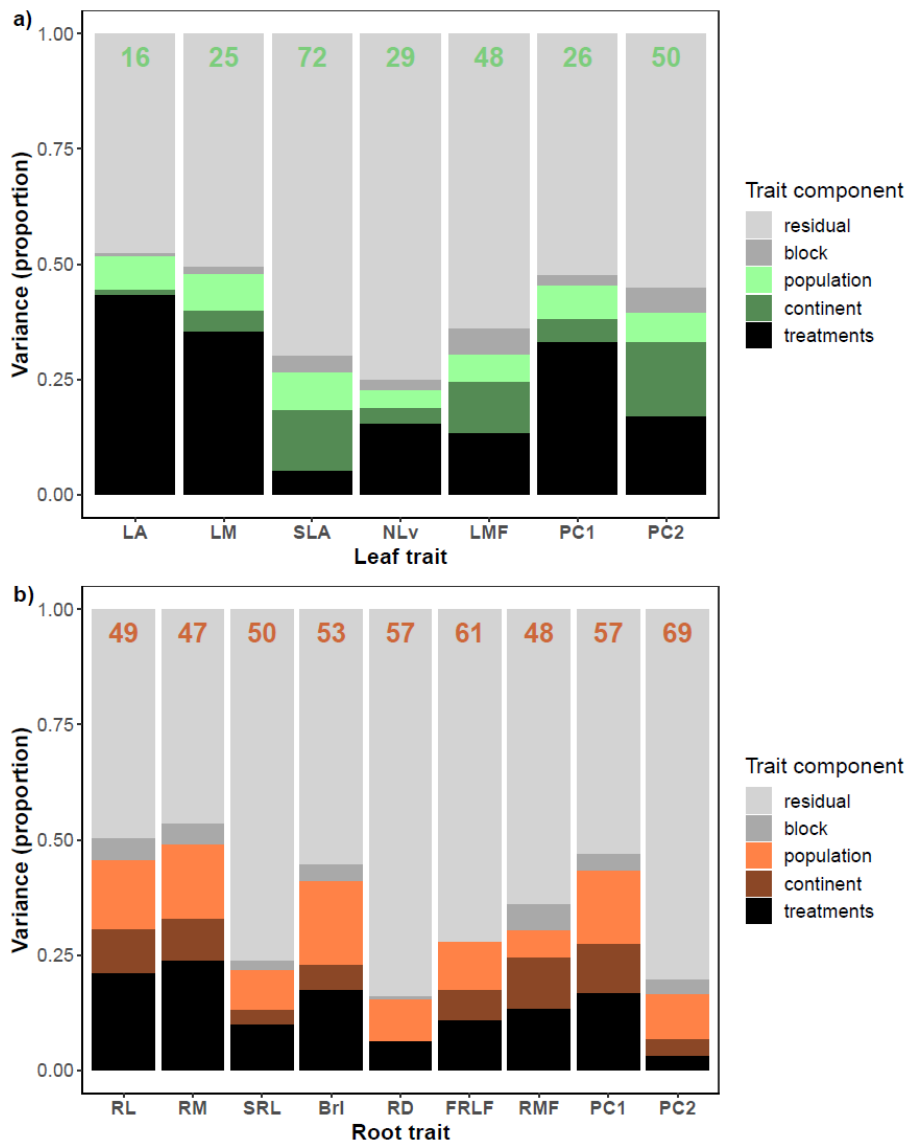 a)
Variance (proportion)
1.00
0.75
0.50
0.25
0.00
16 25 72 29 48 26 50
LA LM SLA NLv LMF PC1 PC2
Leaf trait
Trait component
residual
block
population
continent
treatments
b)
Variance (proportion)
1.00
0.75
0.50
0.25
0.00
49 47 50 53 57 61 48 57 69
RL RM SRL BrI RD FRLF RMF PC1 PC2
Root trait
Trait component
residual
block
population
continent
treatments